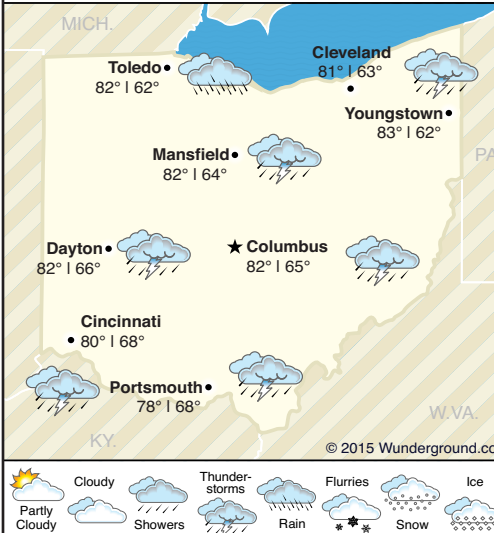 MICH.
Toledo
82° | 62°
Cleveland
81° | 63°
Youngstown
83° | 62°
PA
Mansfield
82° | 64°
Dayton
82° | 66°
Columbus
82° | 65°
Cincinnati
80° | 68°
Portsmouth
78° | 68°
W.VA.
KY.
© 2015 Wunderground.co
Partly
Cloudy
Cloudy
Showers
Thunder-
storms
Rain
Flurries
Snow
Ice